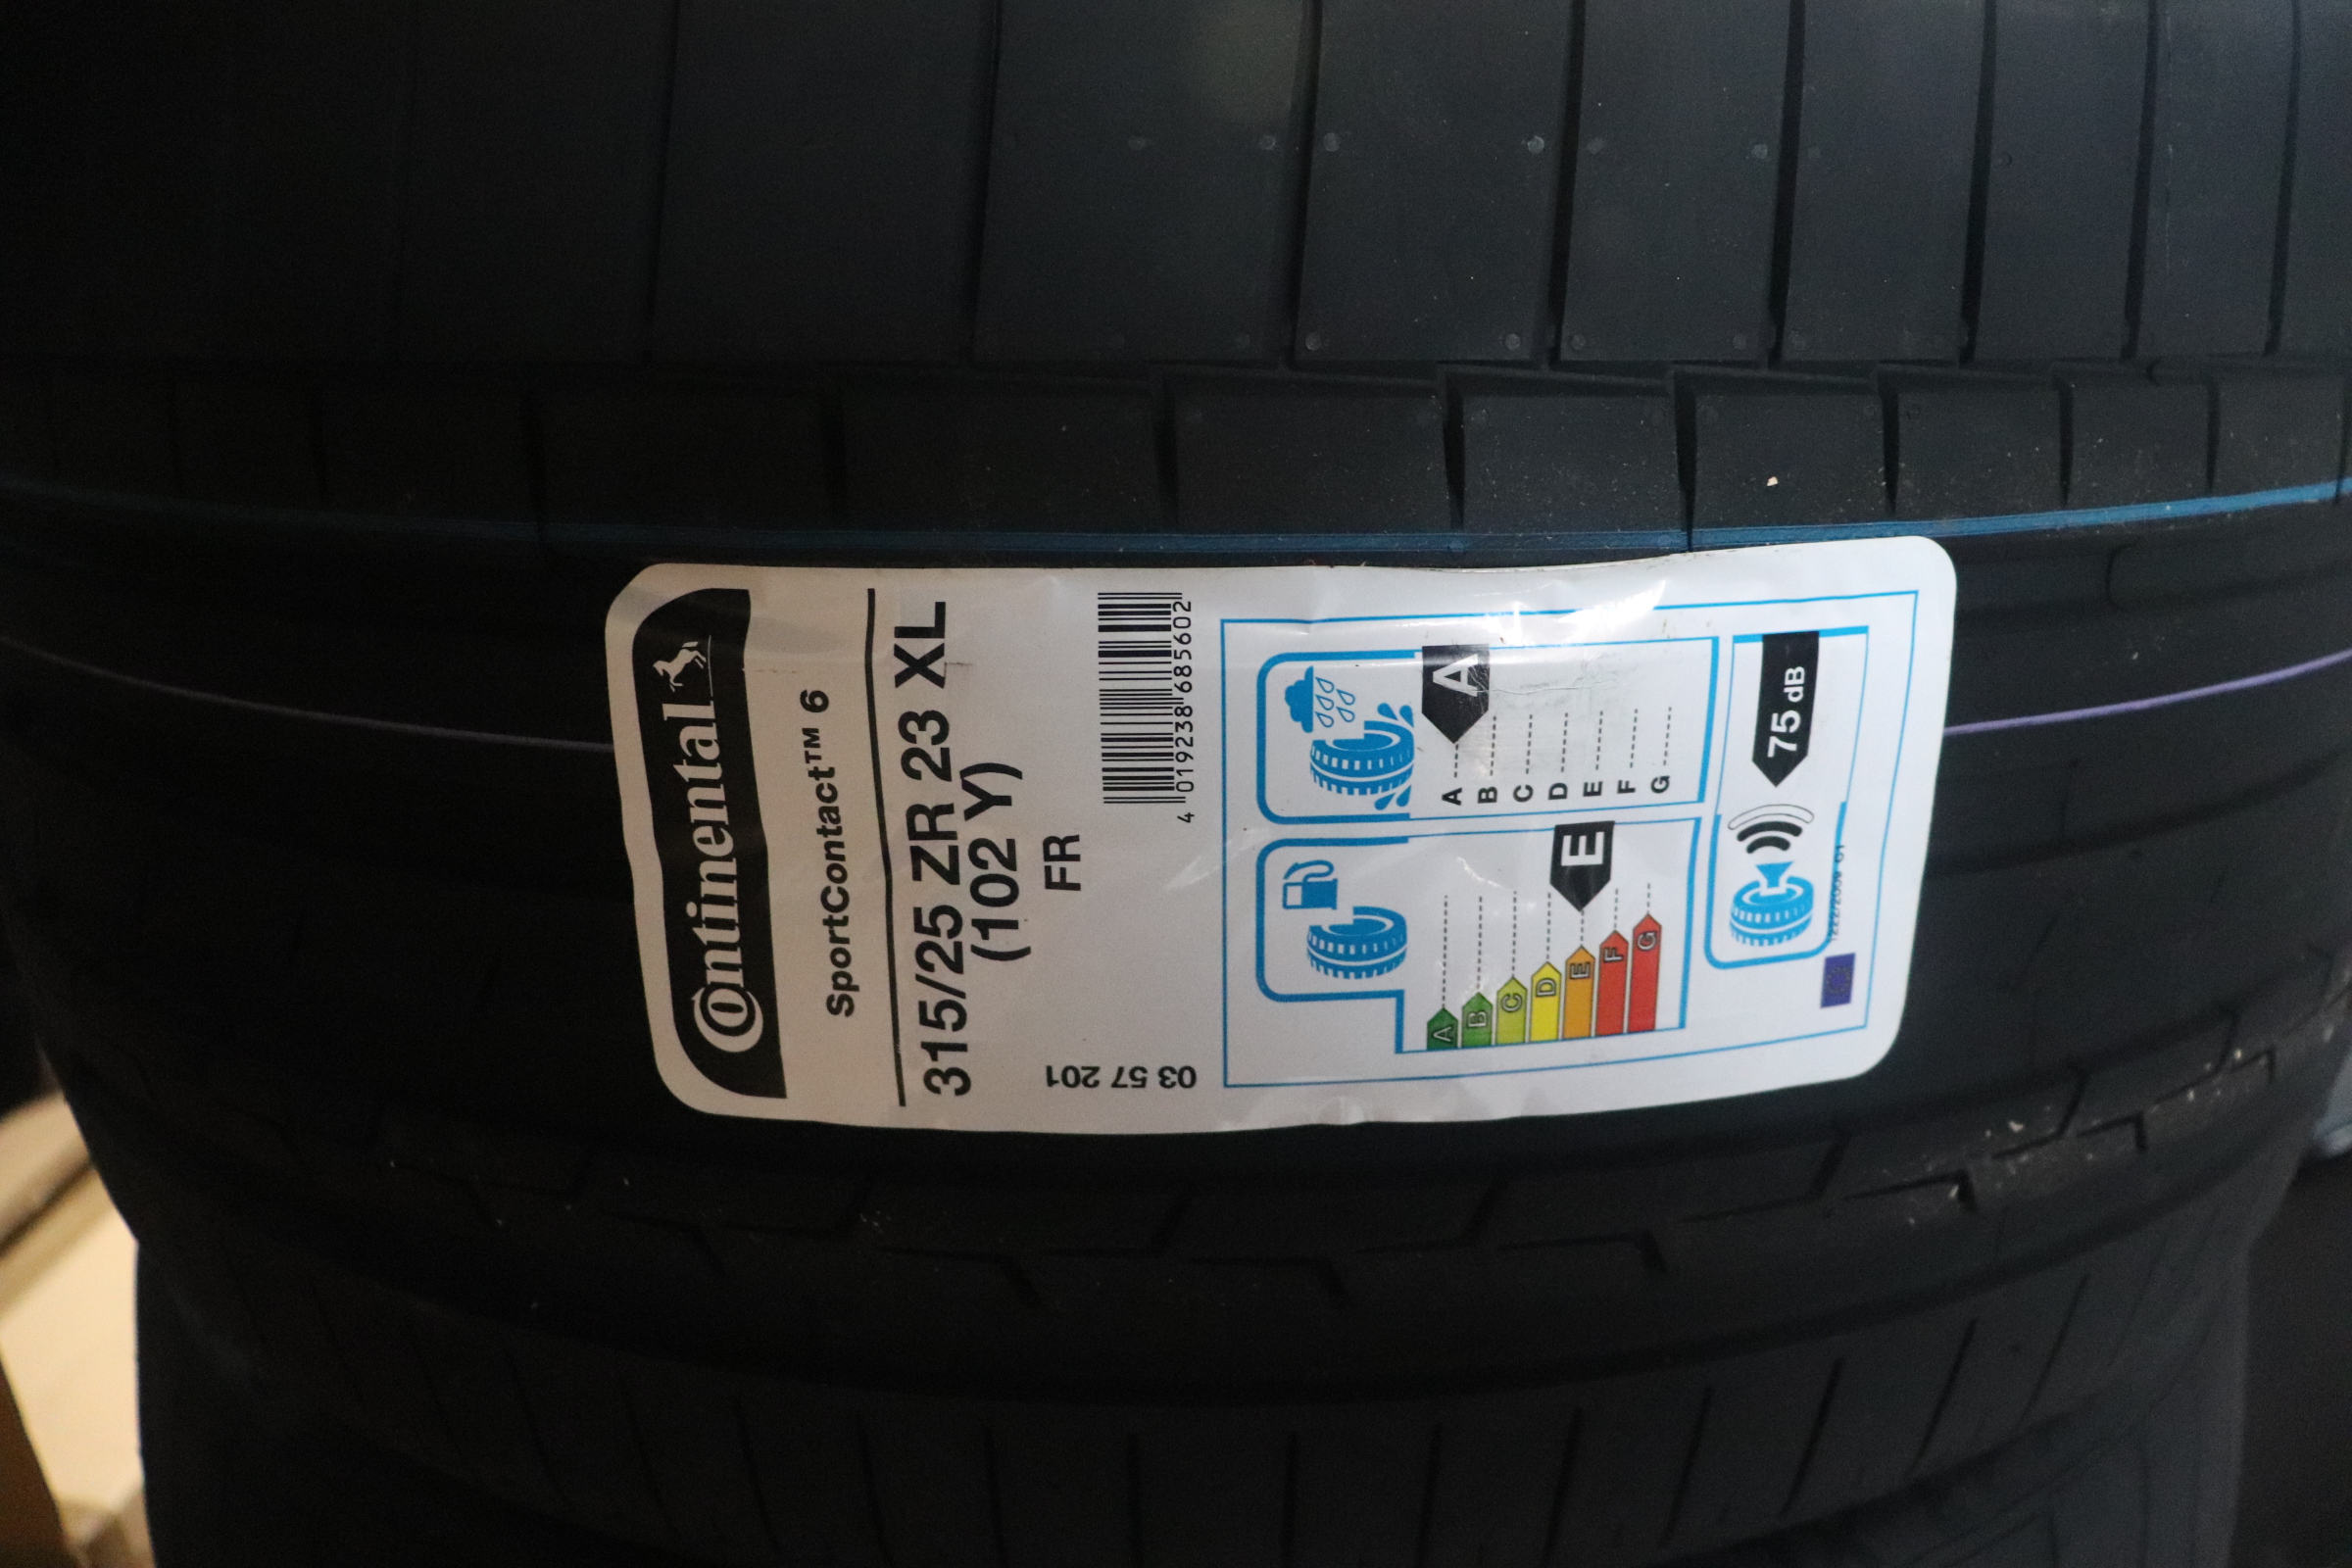 Continental
SportContact™ 6
315/25 ZR 23 XL
(102 Y)
FR
03 57 201
4 019238 685602
A
B
C
D
E
F
G
E
A
A
B
C
D
E
F
G
75 dB